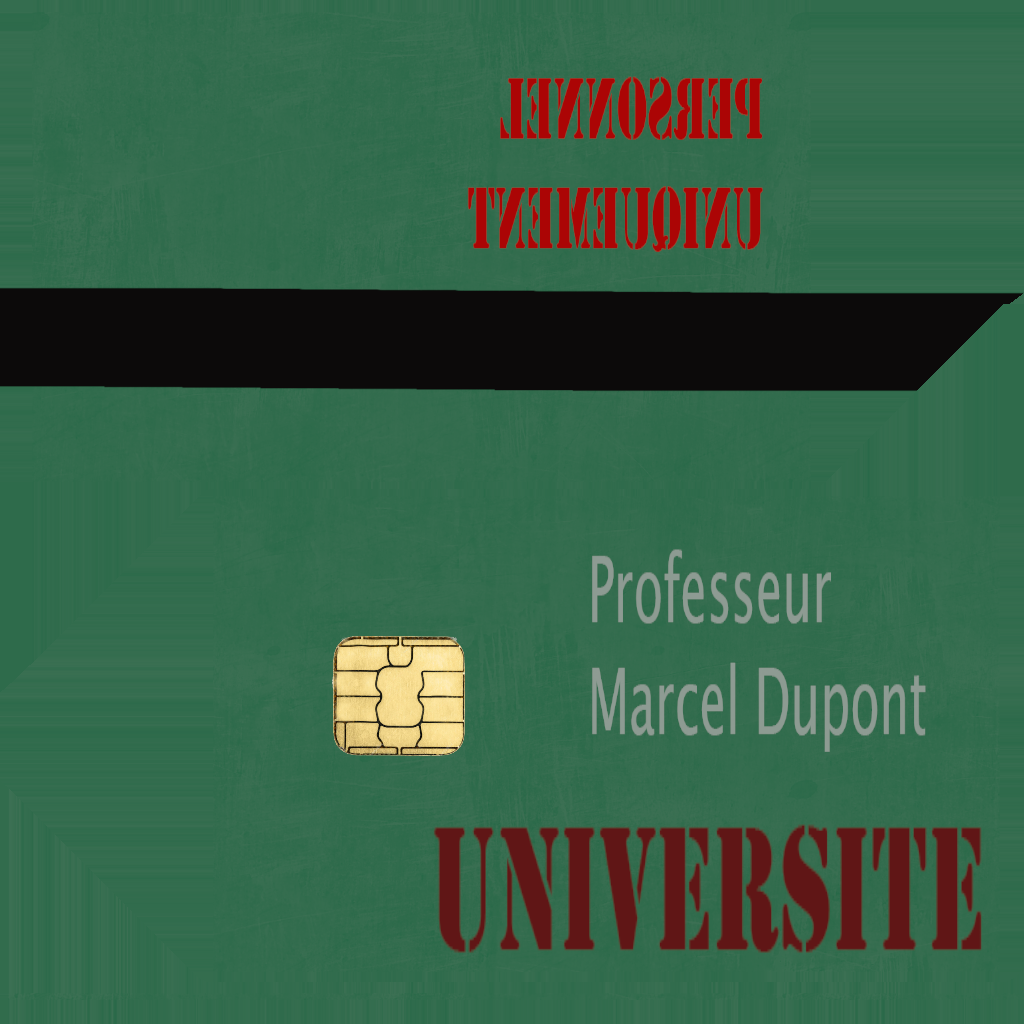 PERSONNEL
UNIQUEMENT
Professeur
Marcel Dupont
UNIVERSITE